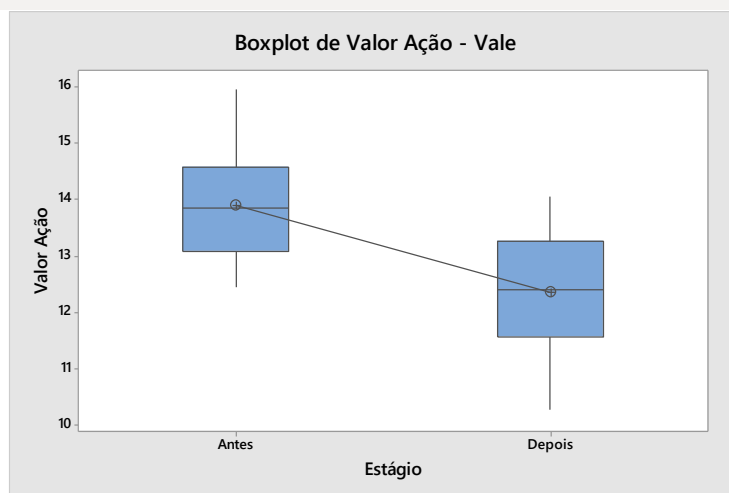 Boxplot de Valor Ação - Vale
16
15
14
13
12
11
10
Valor Ação
Antes
Depois
Estágio